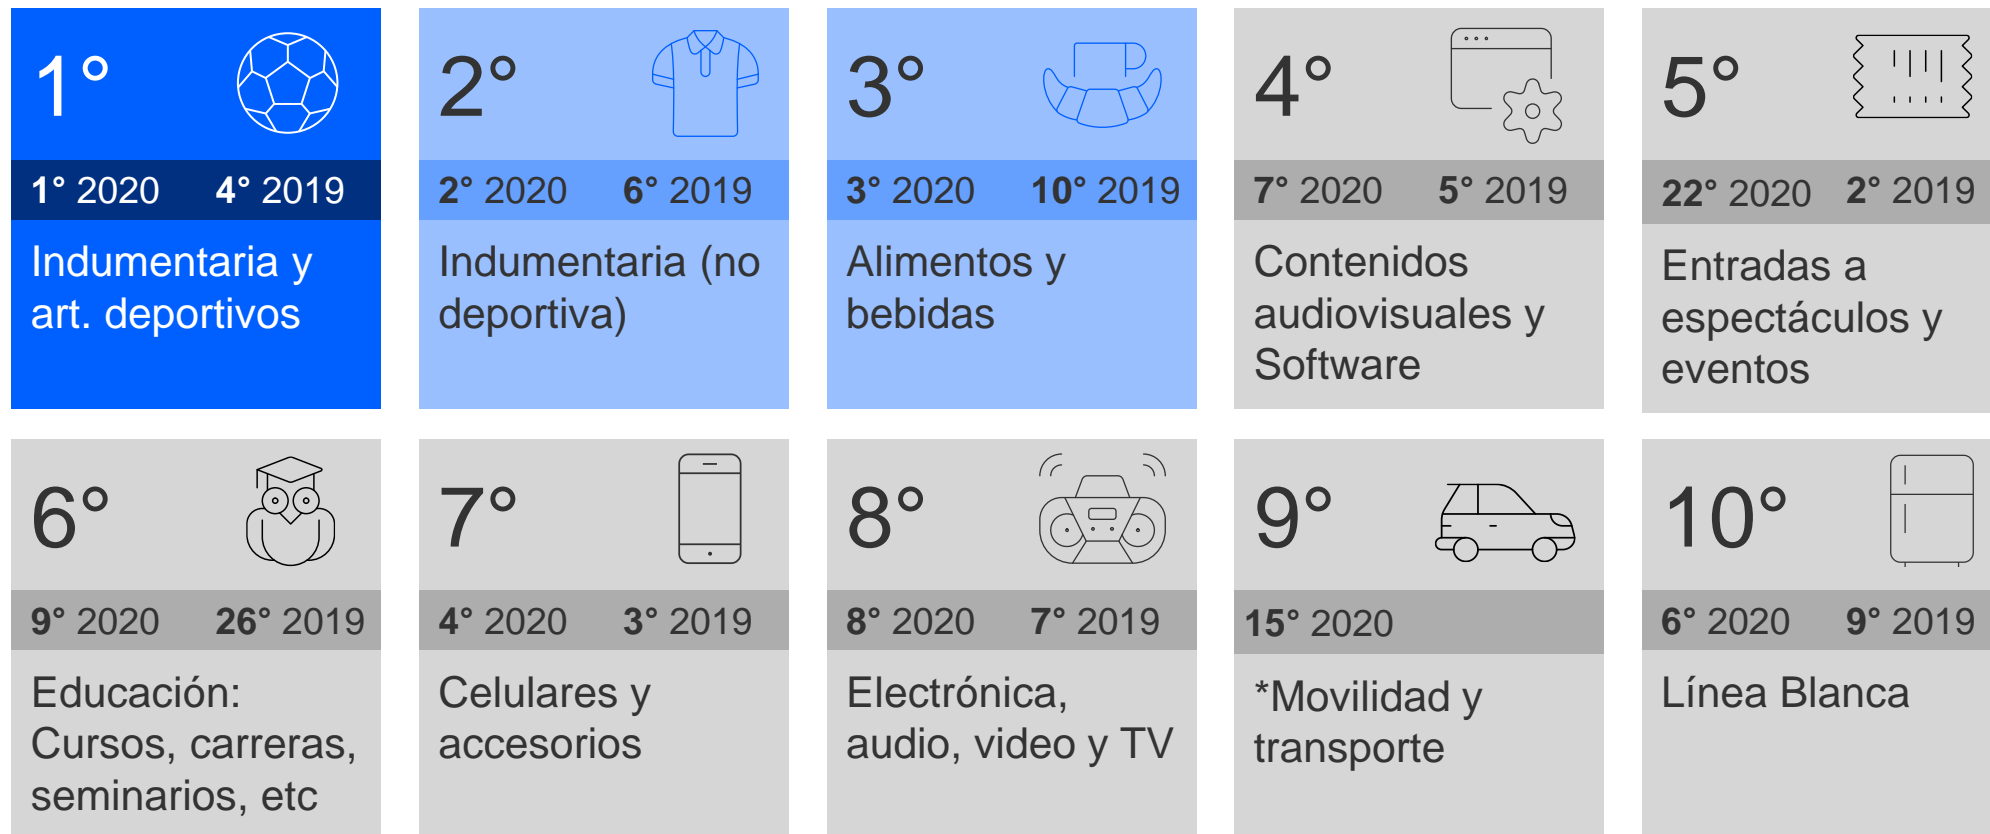 1°
1° 2020 4° 2019
Indumentaria y
art. deportivos
2°
2° 2020 6° 2019
Indumentaria (no
deportiva)
3°
3° 2020 10° 2019
Alimentos y
bebidas
4°
7° 2020 5° 2019
Contenidos
audiovisuales y
Software
5°
22° 2020 2° 2019
Entradas a
espectáculos y
eventos
6°
9° 2020 26° 2019
Educación:
Cursos, carreras,
seminarios, etc
7°
4° 2020 3° 2019
Celulares y
accesorios
8°
8° 2020 7° 2019
Electrónica,
audio, video y TV
9°
15° 2020
*Movilidad y
transporte
10°
6° 2020 9° 2019
Línea Blanca